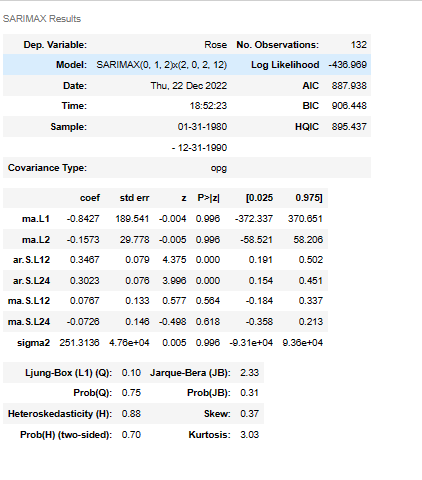 SARIMAX Results
Dep. Variable: Rose No. Observations: 132
Model: SARIMAX(0, 1, 2)x(2, 0, 2, 12) Log Likelihood -436.969
Date: Thu, 22 Dec 2022 AIC 887.938
Time: 18:52:23 BIC 906.448
Sample: 01-31-1980 HQIC 895.437
- 12-31-1990
Covariance Type: opg
coef std err z P>|z| [0.025 0.975]
ma.L1 -0.8427 189.541 -0.004 0.996 -372.337 370.651
ma.L2 -0.1573 29.778 -0.005 0.996 -58.521 58.206
ar.S.L12 0.3467 0.079 4.375 0.000 0.191 0.502
ar.S.L24 0.3023 0.076 3.996 0.000 0.154 0.451
ma.S.L12 0.0767 0.133 0.577 0.564 -0.184 0.337
ma.S.L24 -0.0726 0.146 -0.498 0.618 -0.358 0.213
sigma2 251.3136 4.76e+04 0.005 0.996 -9.31e+04 9.36e+04
Ljung-Box (L1) (Q): 0.10 Jarque-Bera (JB): 2.33
Prob(Q): 0.75 Prob(JB): 0.31
Heteroskedasticity (H): 0.88 Skew: 0.37
Prob(H) (two-sided): 0.70 Kurtosis: 3.03